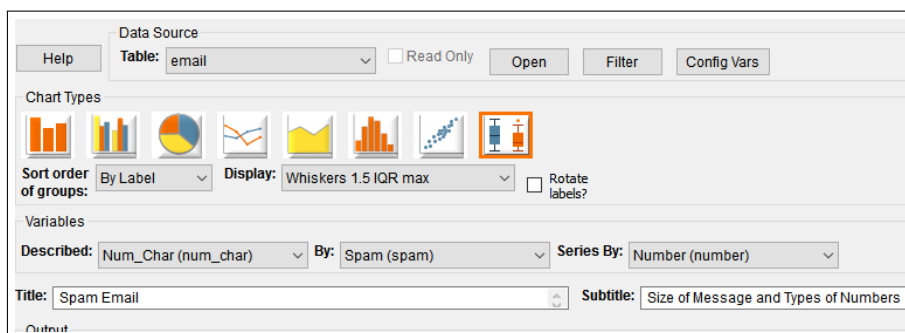 Data Source
Help Table: email Read Only Open Filter Config Vars
Chart Types
Sort order of groups: By Label Display: Whiskers 1.5 IQR max Rotate labels?
Variables
Described: Num_Char (num_char) By: Spam (spam) Series By: Number (number)
Title: Spam Email Subtitle: Size of Message and Types of Numbers
Output